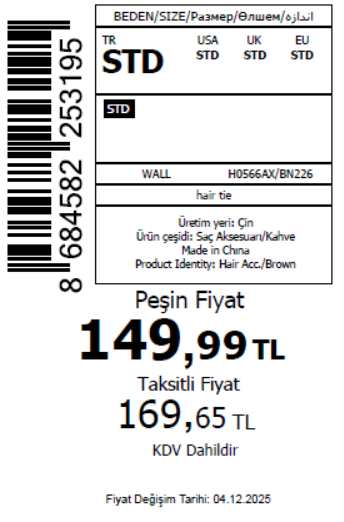 8 684582 253195
BEDEN/SIZE/Размер/Өлшем/اندازه
TR USA UK EU
STD STD STD STD
STD
WALL H0566AX/BN226
hair tie
Üretim yeri: Çin
Ürün çeşidi: Saç Aksesuarı/Kahve
Made in China
Product Identity: Hair Acc./Brown
Peşin Fiyat
149,99 TL
Taksitli Fiyat
169,65 TL
KDV Dahildir
Fiyat Değişim Tarihi: 04.12.2025